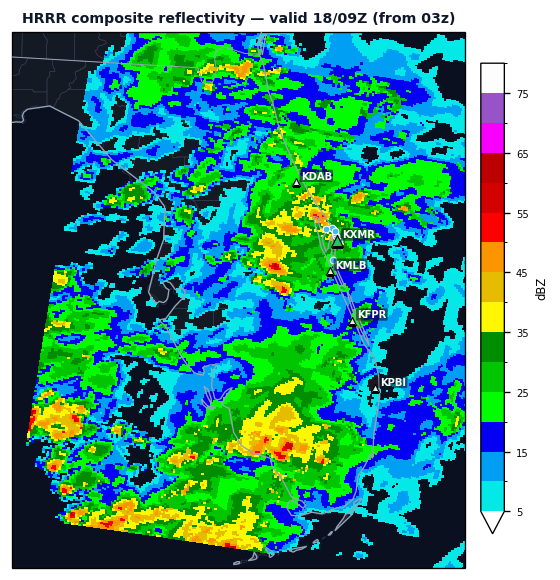 HRRR composite reflectivity — valid 18/09Z (from 03z)
KDAB
KXMR
KMLB
KFPR
KPBI
75
65
55
45
35
25
15
5
dBZ